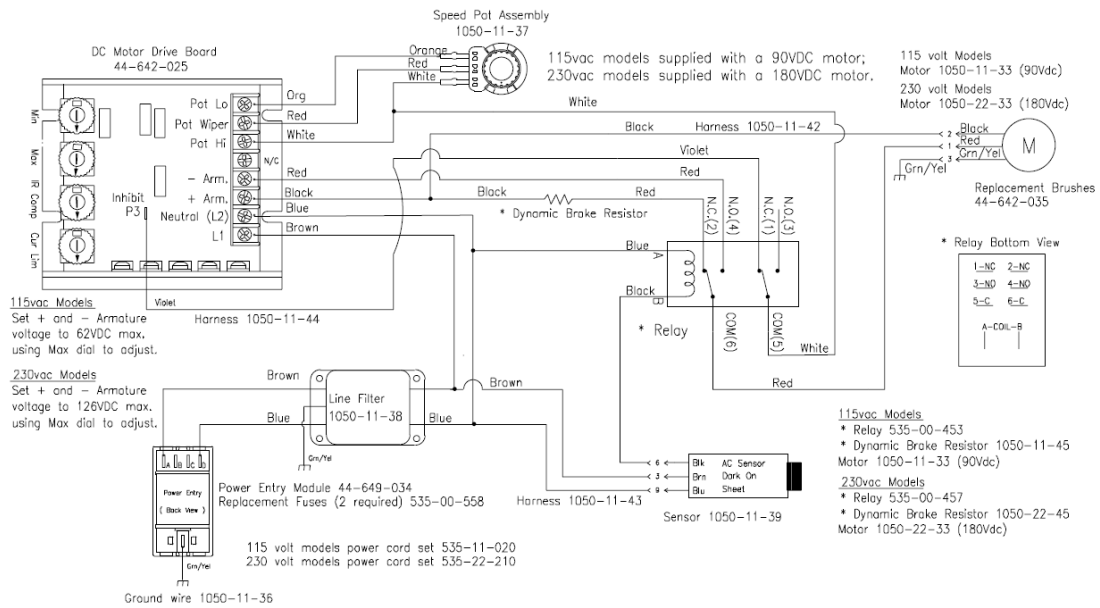 Speed Pot Assembly
1050-11-37
DC Motor Drive Board
44-642-025
Orange
Red
White
115vac models supplied with a 90VDC motor;
230vac models supplied with a 180VDC motor.
115 volt Models
Motor 1050-11-33 (90Vdc)
230 volt Models
Motor 1050-22-33 (180Vdc)
Min
Max
IR Comp
Cur Lim
Pot Lo
Pot Wiper
Pot Hi
N/C
- Arm.
+ Arm.
Neutral (L2)
L1
Inhibit
P3
Org
Red
White
Red
Black
Blue
Brown
White
Black
Harness 1050-11-42
Violet
Red
Black
Red
* Dynamic Brake Resistor
2
Black
1
Red
3
Grn/Yel
Grn/Yel
M
Replacement Brushes
44-642-035
N.C.(2)
N.O.(4)
N.C.(1)
N.O.(3)
Blue
A
Black
B
* Relay
COM(6)
COM(5)
White
Red
* Relay Bottom View
1-NC 2-NC
3-NO 4-NO
5-C 6-C
A-COIL-B
Violet
Harness 1050-11-44
115vac Models
Set + and - Armature
voltage to 62VDC max.
using Max dial to adjust.
230vac Models
Set + and - Armature
voltage to 126VDC max.
using Max dial to adjust.
Brown
Blue
Line Filter
1050-11-38
Brown
Blue
Grn/Yel
A B C D
Power Entry
( Back View )
Grn/Yel
Power Entry Module 44-649-034
Replacement Fuses (2 required) 535-00-558
Harness 1050-11-43
6
Blk
3
Brn
9
Blu
AC Sensor
Dark On
Sheet
Sensor 1050-11-39
115vac Models
* Relay 535-00-453
* Dynamic Brake Resistor 1050-11-45
Motor 1050-11-33 (90Vdc)
230vac Models
* Relay 535-00-457
* Dynamic Brake Resistor 1050-22-45
Motor 1050-22-33 (180Vdc)
115 volt models power cord set 535-11-020
230 volt models power cord set 535-22-210
Ground wire 1050-11-36